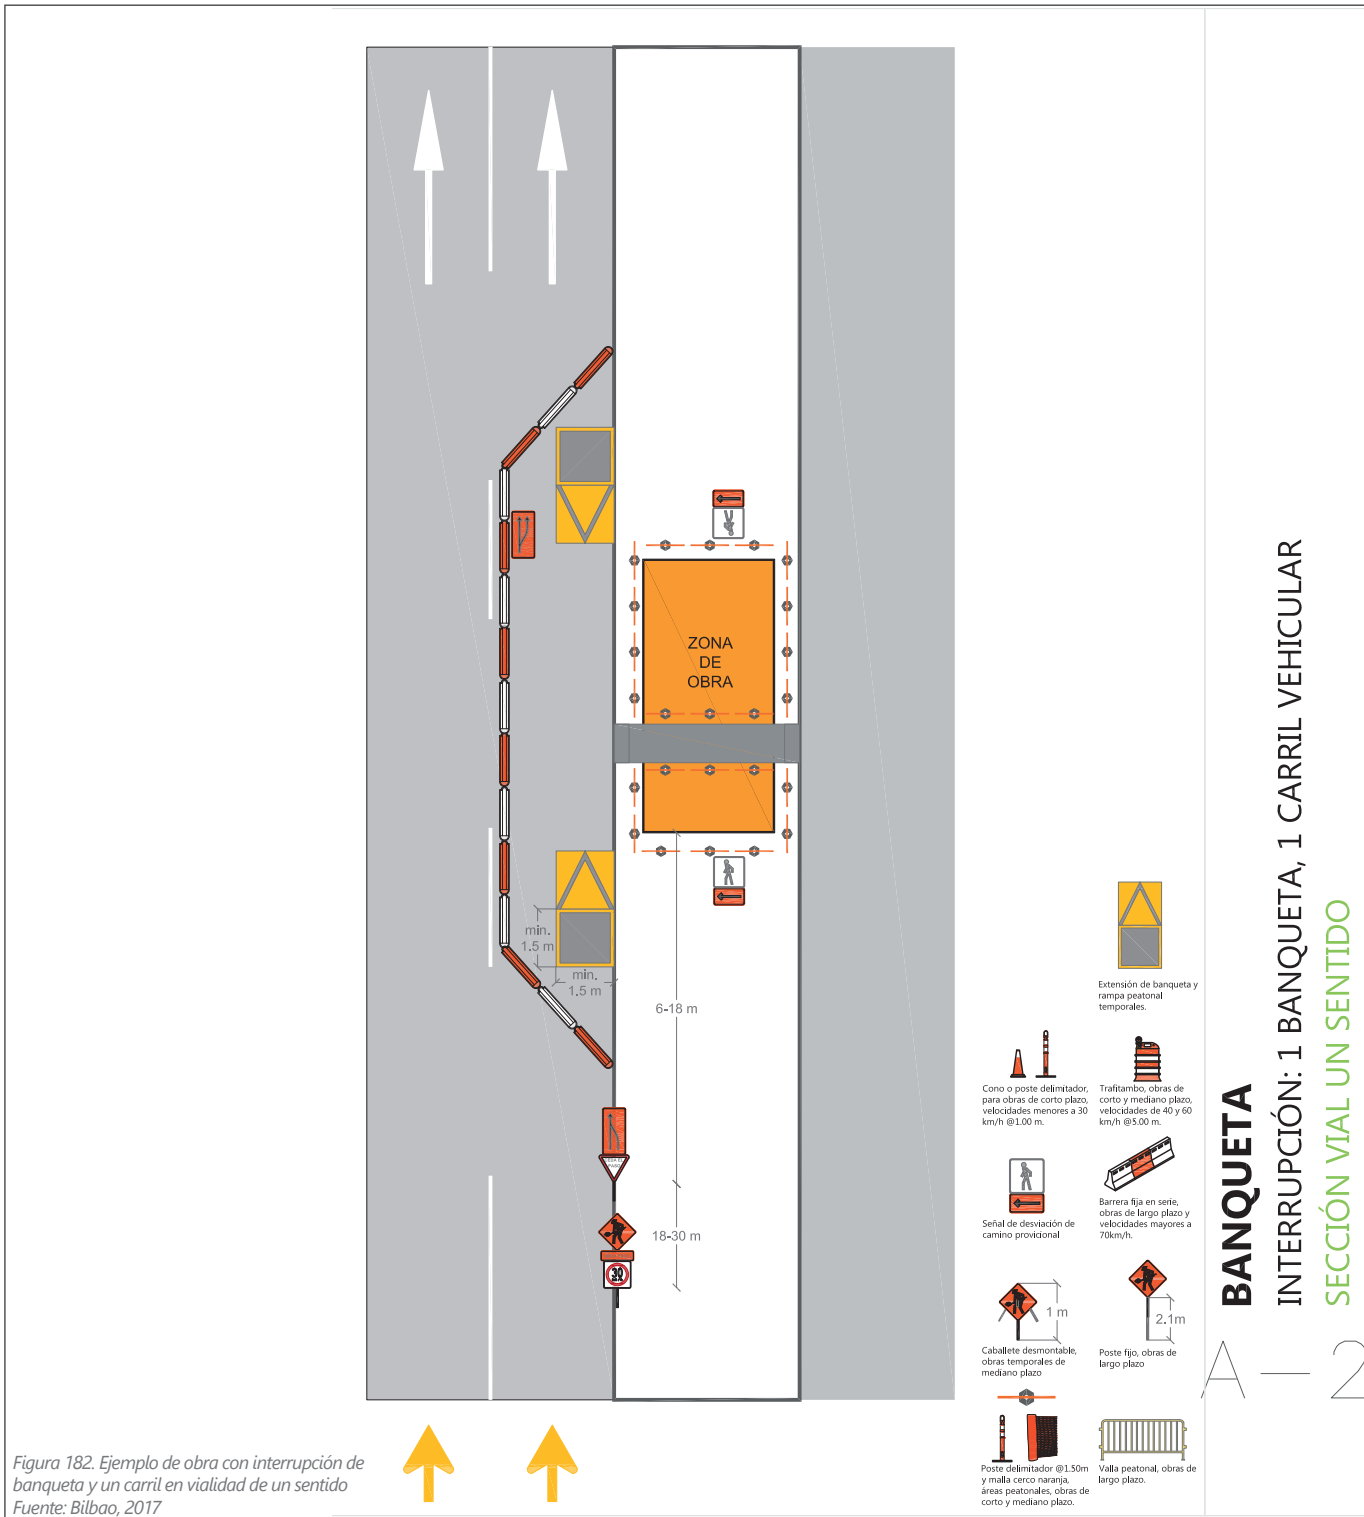 ZONA
DE
OBRA
min.
1.5 m
min.
1.5 m
6-18 m
CEDA EL
PASO
18-30 m
30
Extensión de banqueta y
rampa peatonal
temporales.
Cono o poste delimitador,
para obras de corto plazo,
velocidades menores a 30
km/h @1.00 m.
Trafitambo, obras de
corto y mediano plazo,
velocidades de 40 y 60
km/h @5.00 m.
Señal de desviación de
camino provicional
Barrera fija en serie,
obras de largo plazo y
velocidades mayores a
70km/h.
1 m
Caballete desmontable,
obras temporales de
mediano plazo
2.1m
Poste fijo, obras de
largo plazo
Poste delimitador @1.50m
y malla cerco naranja,
áreas peatonales, obras de
corto y mediano plazo.
Valla peatonal, obras de
largo plazo.
BANQUETA
INTERRUPCIÓN: 1 BANQUETA, 1 CARRIL VEHICULAR
SECCIÓN VIAL UN SENTIDO
A — 2
Figura 182. Ejemplo de obra con interrupción de
banqueta y un carril en vialidad de un sentido
Fuente: Bilbao, 2017